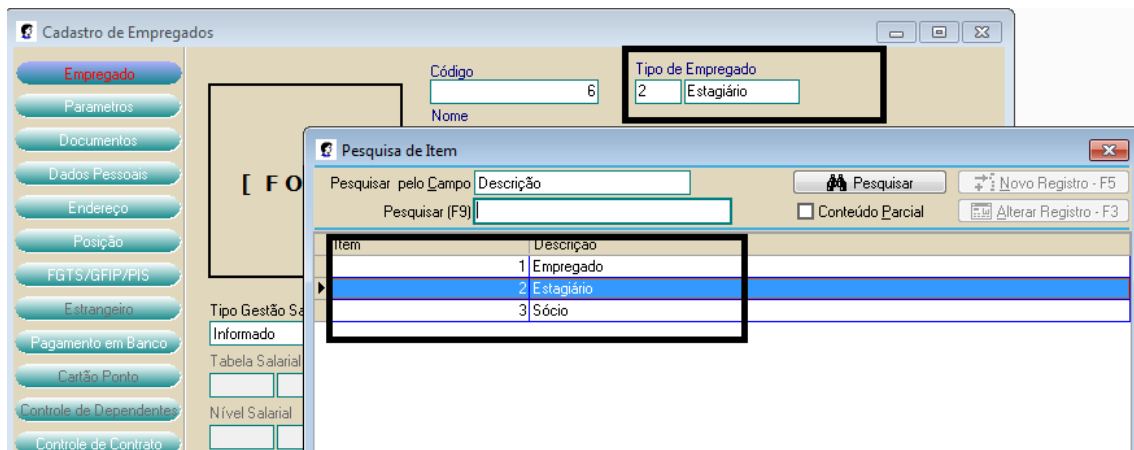 Cadastro de Empregados
Empregado
Parametros
Documentos
Dados Pessoais
Endereço
Posição
FGTS/GFIP/PIS
Estrangeiro
Pagamento em Banco
Cartão Ponto
Controle de Dependentes
Controle de Contrato
Código
6
Tipo de Empregado
2 Estagiário
Nome
[ F O
Tipo Gestão Sa
Informado
Tabela Salarial
Nível Salarial
Pesquisa de Item
Pesquisar pelo Campo Descrição
Pesquisar
Novo Registro - F5
Pesquisar (F9)
Conteúdo Parcial
Alterar Registro - F3
Item Descrição
1 Empregado
2 Estagiário
3 Sócio